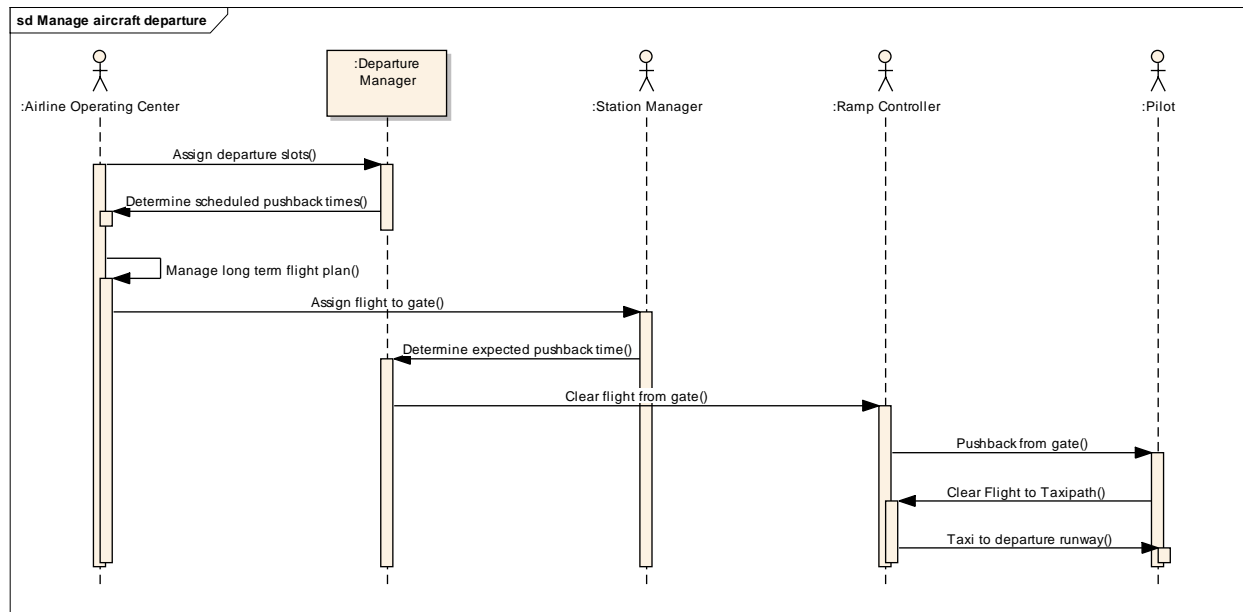 sd Manage aircraft departure
:Departure
Manager
:Airline Operating Center
:Station Manager
:Ramp Controller
:Pilot
Assign departure slots()
Determine scheduled pushback times()
Manage long term flight plan()
Assign flight to gate()
Determine expected pushback time()
Clear flight from gate()
Pushback from gate()
Clear Flight to Taxipath()
Taxi to departure runway()